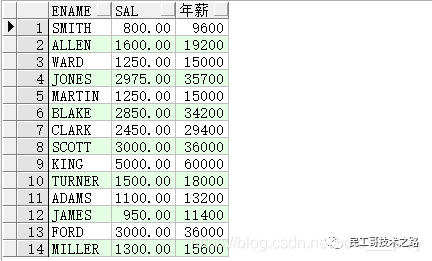 ENAME SAL 年薪
1 SMITH 800.00 9600
2 ALLEN 1600.00 19200
3 WARD 1250.00 15000
4 JONES 2975.00 35700
5 MARTIN 1250.00 15000
6 BLAKE 2850.00 34200
7 CLARK 2450.00 29400
8 SCOTT 3000.00 36000
9 KING 5000.00 60000
10 TURNER 1500.00 18000
11 ADAMS 1100.00 13200
12 JAMES 950.00 11400
13 FORD 3000.00 36000
14 MILLER 1300.00 15600
民工哥技术之路